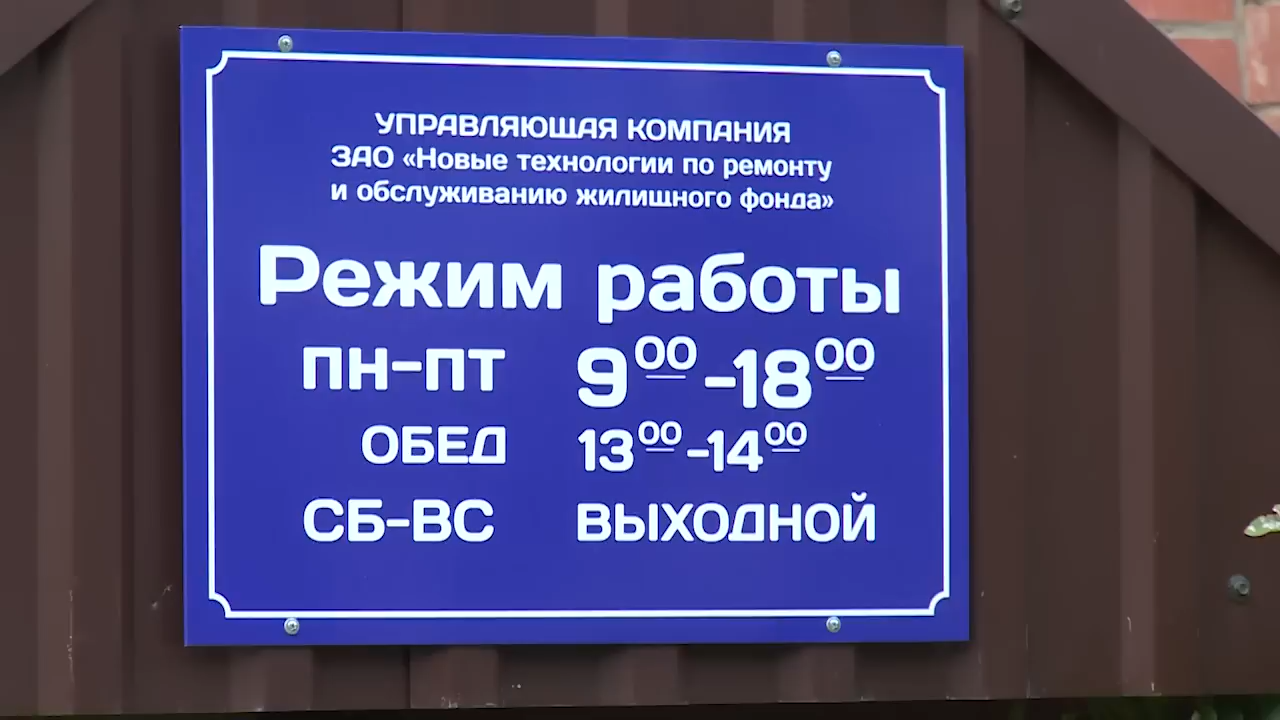 УПРАВЛЯЮЩАЯ КОМПАНИЯ
ЗАО «Новые технологии по ремонту
и обслуживанию жилищного фонда»
Режим работы
ПН-ПТ 9⁰⁰-18⁰⁰
ОБЕД 13⁰⁰-14⁰⁰
СБ-ВС ВЫХОДНОЙ